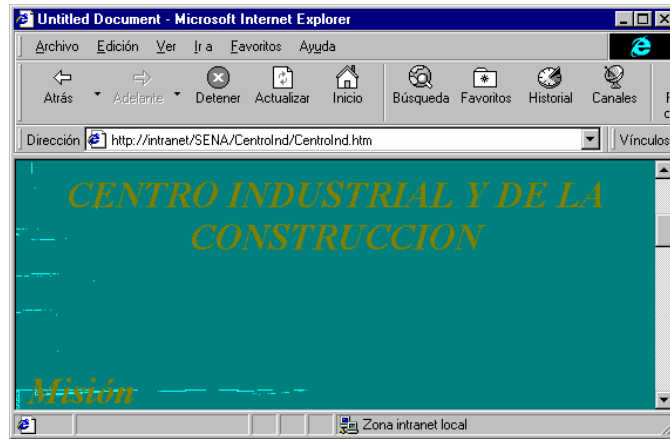 Untitled Document - Microsoft Internet Explorer
Archivo Edición Ver Ir a Favoritos Ayuda
Atrás Adelante Detener Actualizar Inicio Búsqueda Favoritos Historial Canales
Dirección http://intranet/SENA/CentroInd/CentroInd.htm Vínculos
CENTRO INDUSTRIAL Y DE LA
CONSTRUCCION
Misión
Zona intranet local